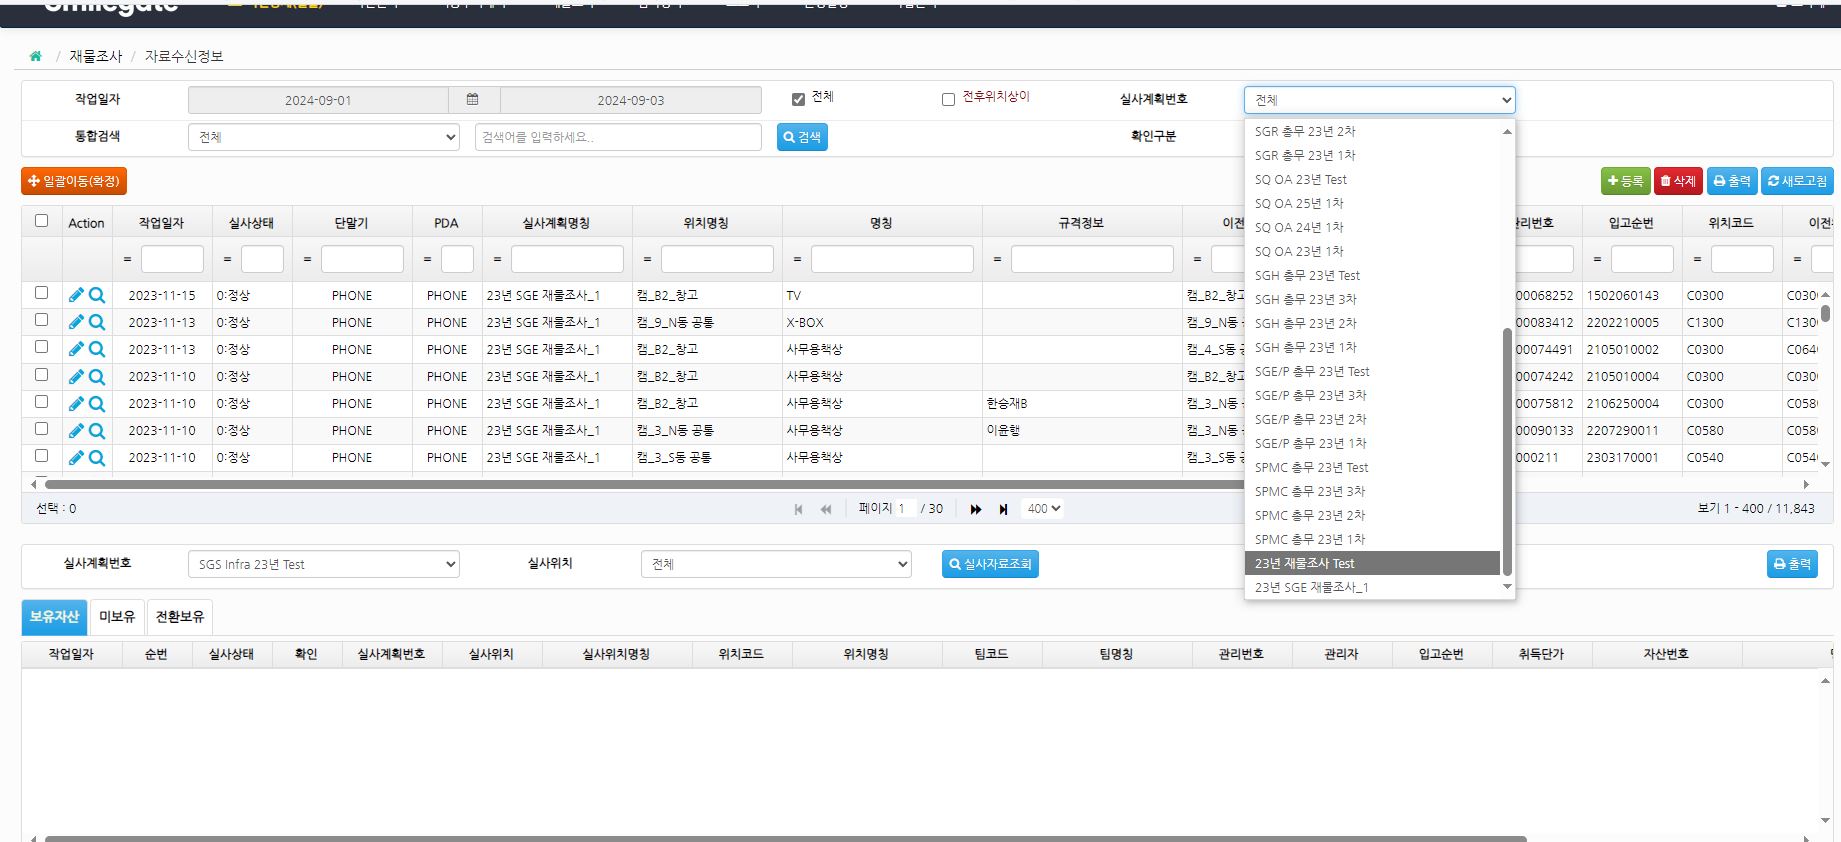 재물조사 / 자료수신정보
작업일자 2024-09-01 2024-09-03 전체 전후위치상이 실사계획번호 전체
통합검색 전체 검색어를 입력하세요.. 검색 확인구분
SGR 총무 23년 2차
SGR 총무 23년 1차
SQ OA 23년 Test
SQ OA 25년 1차
SQ OA 24년 1차
SQ OA 23년 1차
SGH 총무 23년 Test
SGH 총무 23년 3차
SGH 총무 23년 2차
SGH 총무 23년 1차
SGE/P 총무 23년 Test
SGE/P 총무 23년 3차
SGE/P 총무 23년 2차
SGE/P 총무 23년 1차
SPMC 총무 23년 Test
SPMC 총무 23년 3차
SPMC 총무 23년 2차
SPMC 총무 23년 1차
23년 재물조사 Test
23년 SGE 재물조사_1
일괄이동(확정) 등록 삭제 출력 새로고침
Action 작업일자 실사상태 단말기 PDA 실사계획명칭 위치명칭 명칭 규격정보 이전 관리번호 입고순번 위치코드 이전
= = = = = = = = = = = =
2023-11-15 0:정상 PHONE PHONE 23년 SGE 재물조사_1 캠_B2_창고 TV 캠_B2_창고 00068252 1502060143 C0300 C030
2023-11-13 0:정상 PHONE PHONE 23년 SGE 재물조사_1 캠_9_N동 공통 X-BOX 캠_9_N동 00083412 2202210005 C1300 C130
2023-11-13 0:정상 PHONE PHONE 23년 SGE 재물조사_1 캠_B2_창고 사무용책상 캠_4_S동 00074491 2105010002 C0300 C064
2023-11-10 0:정상 PHONE PHONE 23년 SGE 재물조사_1 캠_B2_창고 사무용책상 캠_B2_창고 00074242 2105010004 C0300 C030
2023-11-10 0:정상 PHONE PHONE 23년 SGE 재물조사_1 캠_B2_창고 사무용책상 한승재B 캠_3_N동 00075812 2106250004 C0300 C058
2023-11-10 0:정상 PHONE PHONE 23년 SGE 재물조사_1 캠_3_N동 공통 사무용책상 이윤행 캠_3_N동 00090133 2207290011 C0580 C058
2023-11-10 0:정상 PHONE PHONE 23년 SGE 재물조사_1 캠_3_S동 공통 사무용책상 캠_3_S동 000211 2303170001 C0540 C054
선택 : 0 페이지 1 / 30 400 보기 1 - 400 / 11,843
실사계획번호 SGS Infra 23년 Test 실사위치 전체 실사자료조회 출력
보유자산 미보유 전환보유
작업일자 순번 실사상태 확인 실사계획번호 실사위치 실사위치명칭 위치코드 위치명칭 팀코드 팀명칭 관리번호 관리자 입고순번 취득단가 자산번호